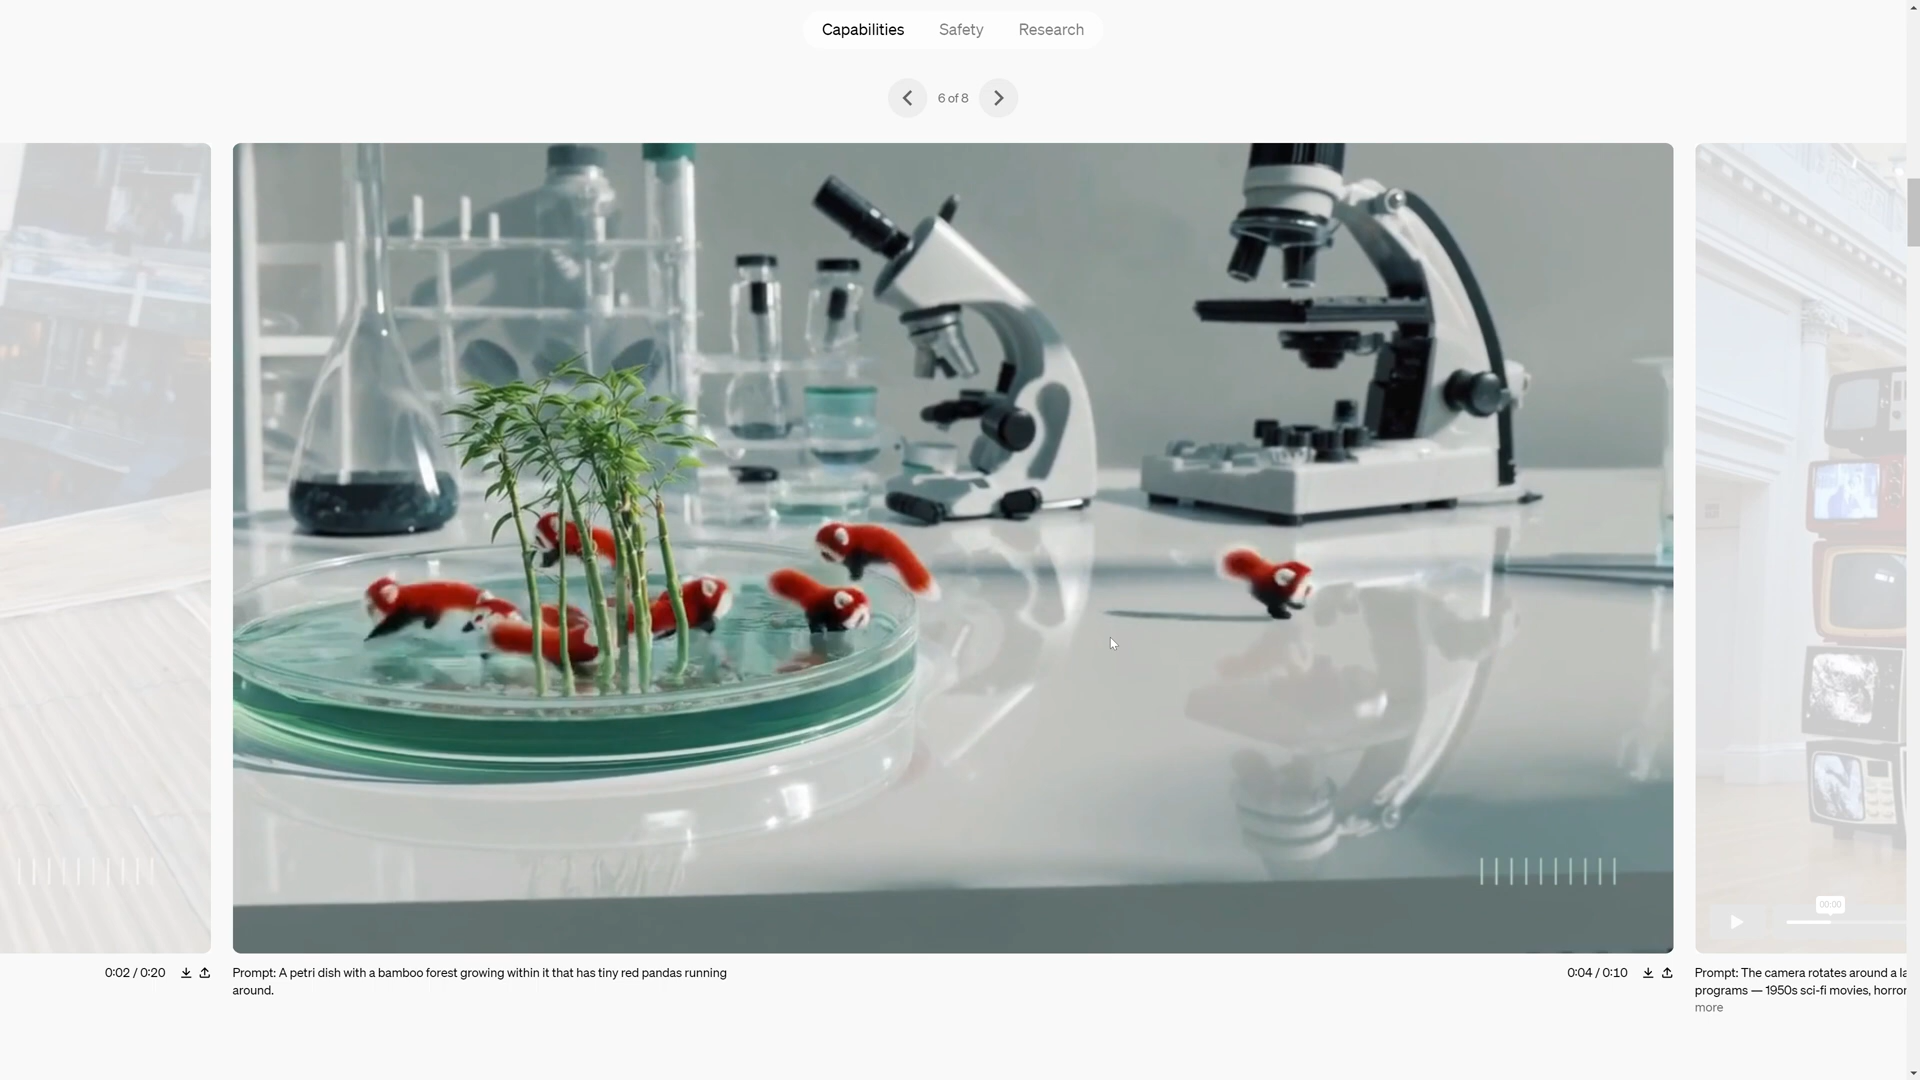 Capabilities
Safety
Research
6 of 8
00:00
0:02 / 0:20
Prompt: A petri dish with a bamboo forest growing within it that has tiny red pandas running
around.
0:04 / 0:10
Prompt: The camera rotates around a la
programs — 1950s sci-fi movies, horror
more